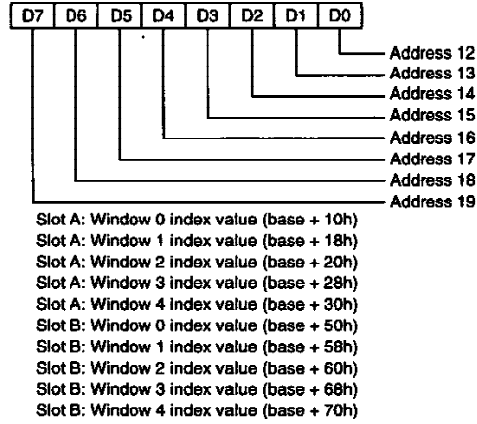 D7 D6 D5 D4 D3 D2 D1 D0
Address 12
Address 13
Address 14
Address 15
Address 16
Address 17
Address 18
Address 19
Slot A: Window 0 index value (base + 10h)
Slot A: Window 1 index value (base + 18h)
Slot A: Window 2 index value (base + 20h)
Slot A: Window 3 index value (base + 28h)
Slot A: Window 4 index value (base + 30h)
Slot B: Window 0 index value (base + 50h)
Slot B: Window 1 index value (base + 58h)
Slot B: Window 2 index value (base + 60h)
Slot B: Window 3 index value (base + 68h)
Slot B: Window 4 index value (base + 70h)